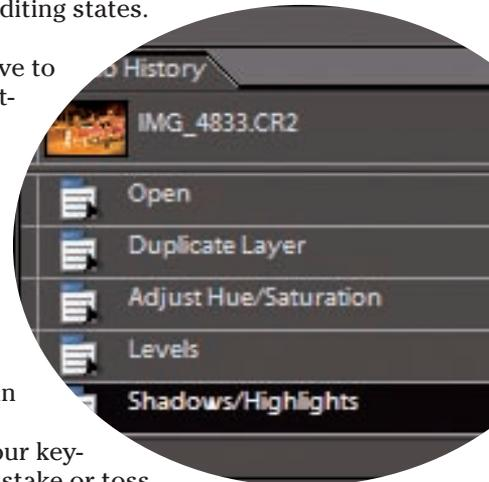 diting states.
ve to
o History
t-
IMG_4833.CR2
Open
Duplicate Layer
Adjust Hue/Saturation
Levels
Shadows/Highlights
our key-
stake or toss